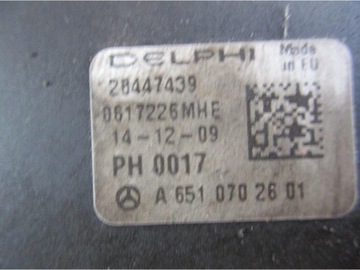 DELPHI
Made
in EU
28447439
0617226MHE
14-12-09
PH 0017
A 651 070 26 01